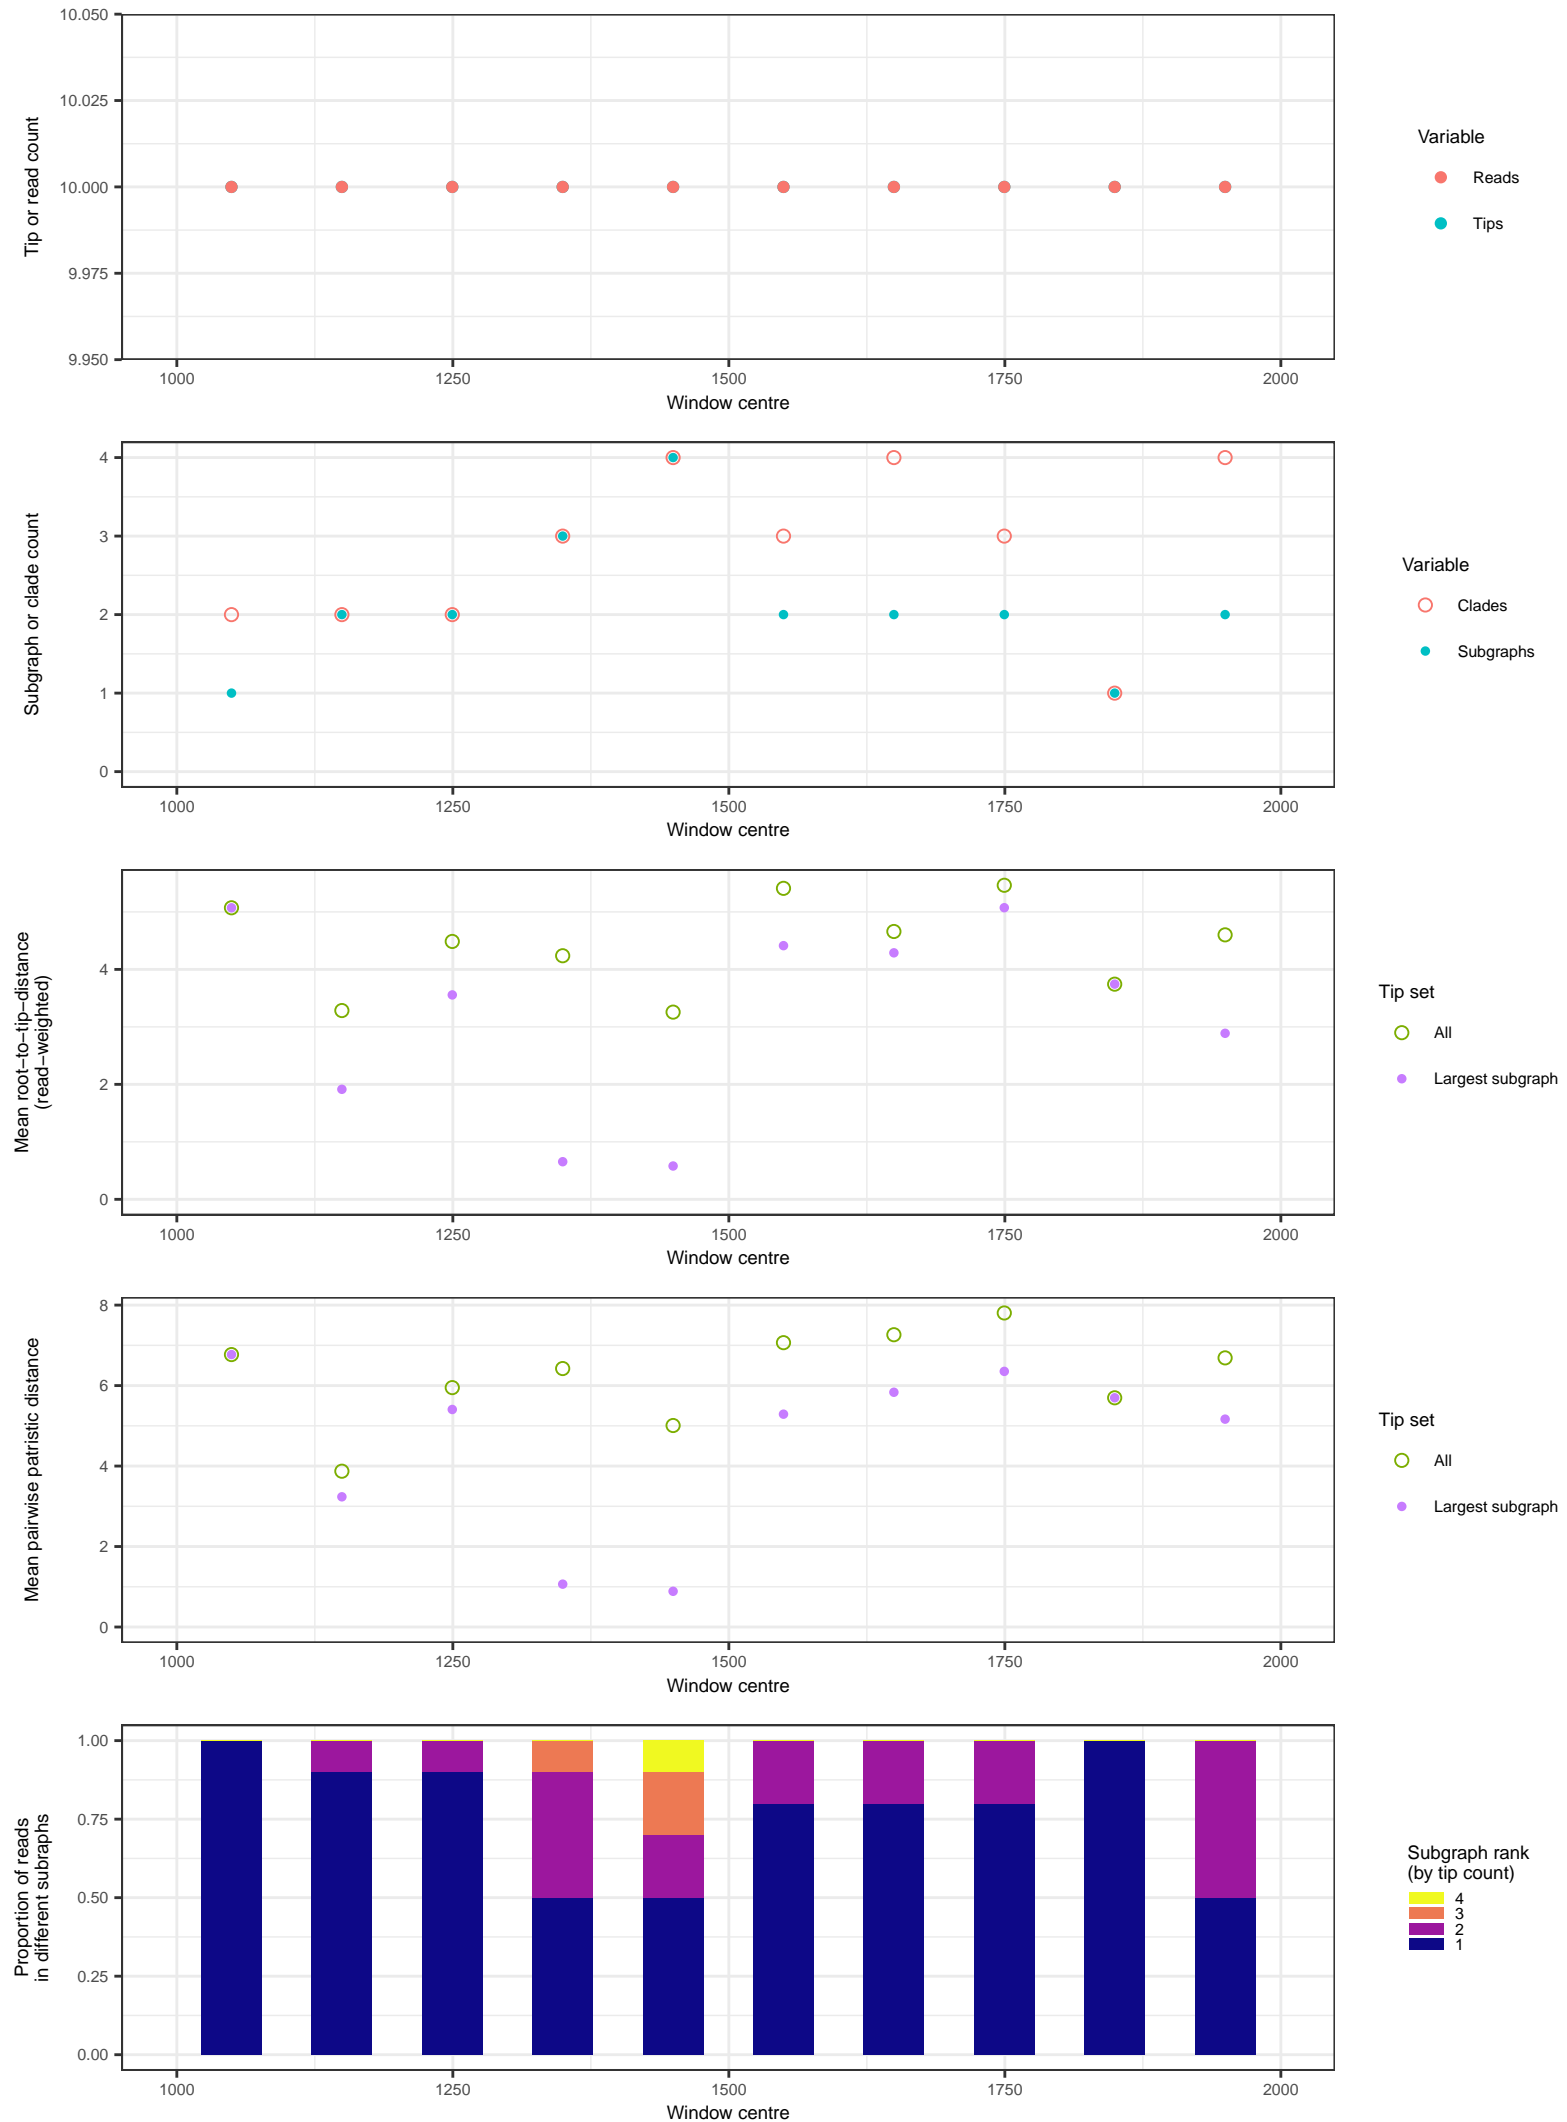 10.050
10.025
10.000
9.975
9.950
Tip or read count
1000 1250 1500 1750 2000
Window centre
Variable
Reads
Tips
4
3
2
1
0
Subgraph or clade count
1000 1250 1500 1750 2000
Window centre
Variable
Clades
Subgraphs
4
2
0
Mean root−to−tip−distance
(read−weighted)
1000 1250 1500 1750 2000
Window centre
Tip set
All
Largest subgraph
8
6
4
2
0
Mean pairwise patristic distance
1000 1250 1500 1750 2000
Window centre
Tip set
All
Largest subgraph
1.00
0.75
0.50
0.25
0.00
Proportion of reads
in different subraphs
1000 1250 1500 1750 2000
Window centre
Subgraph rank
(by tip count)
4
3
2
1